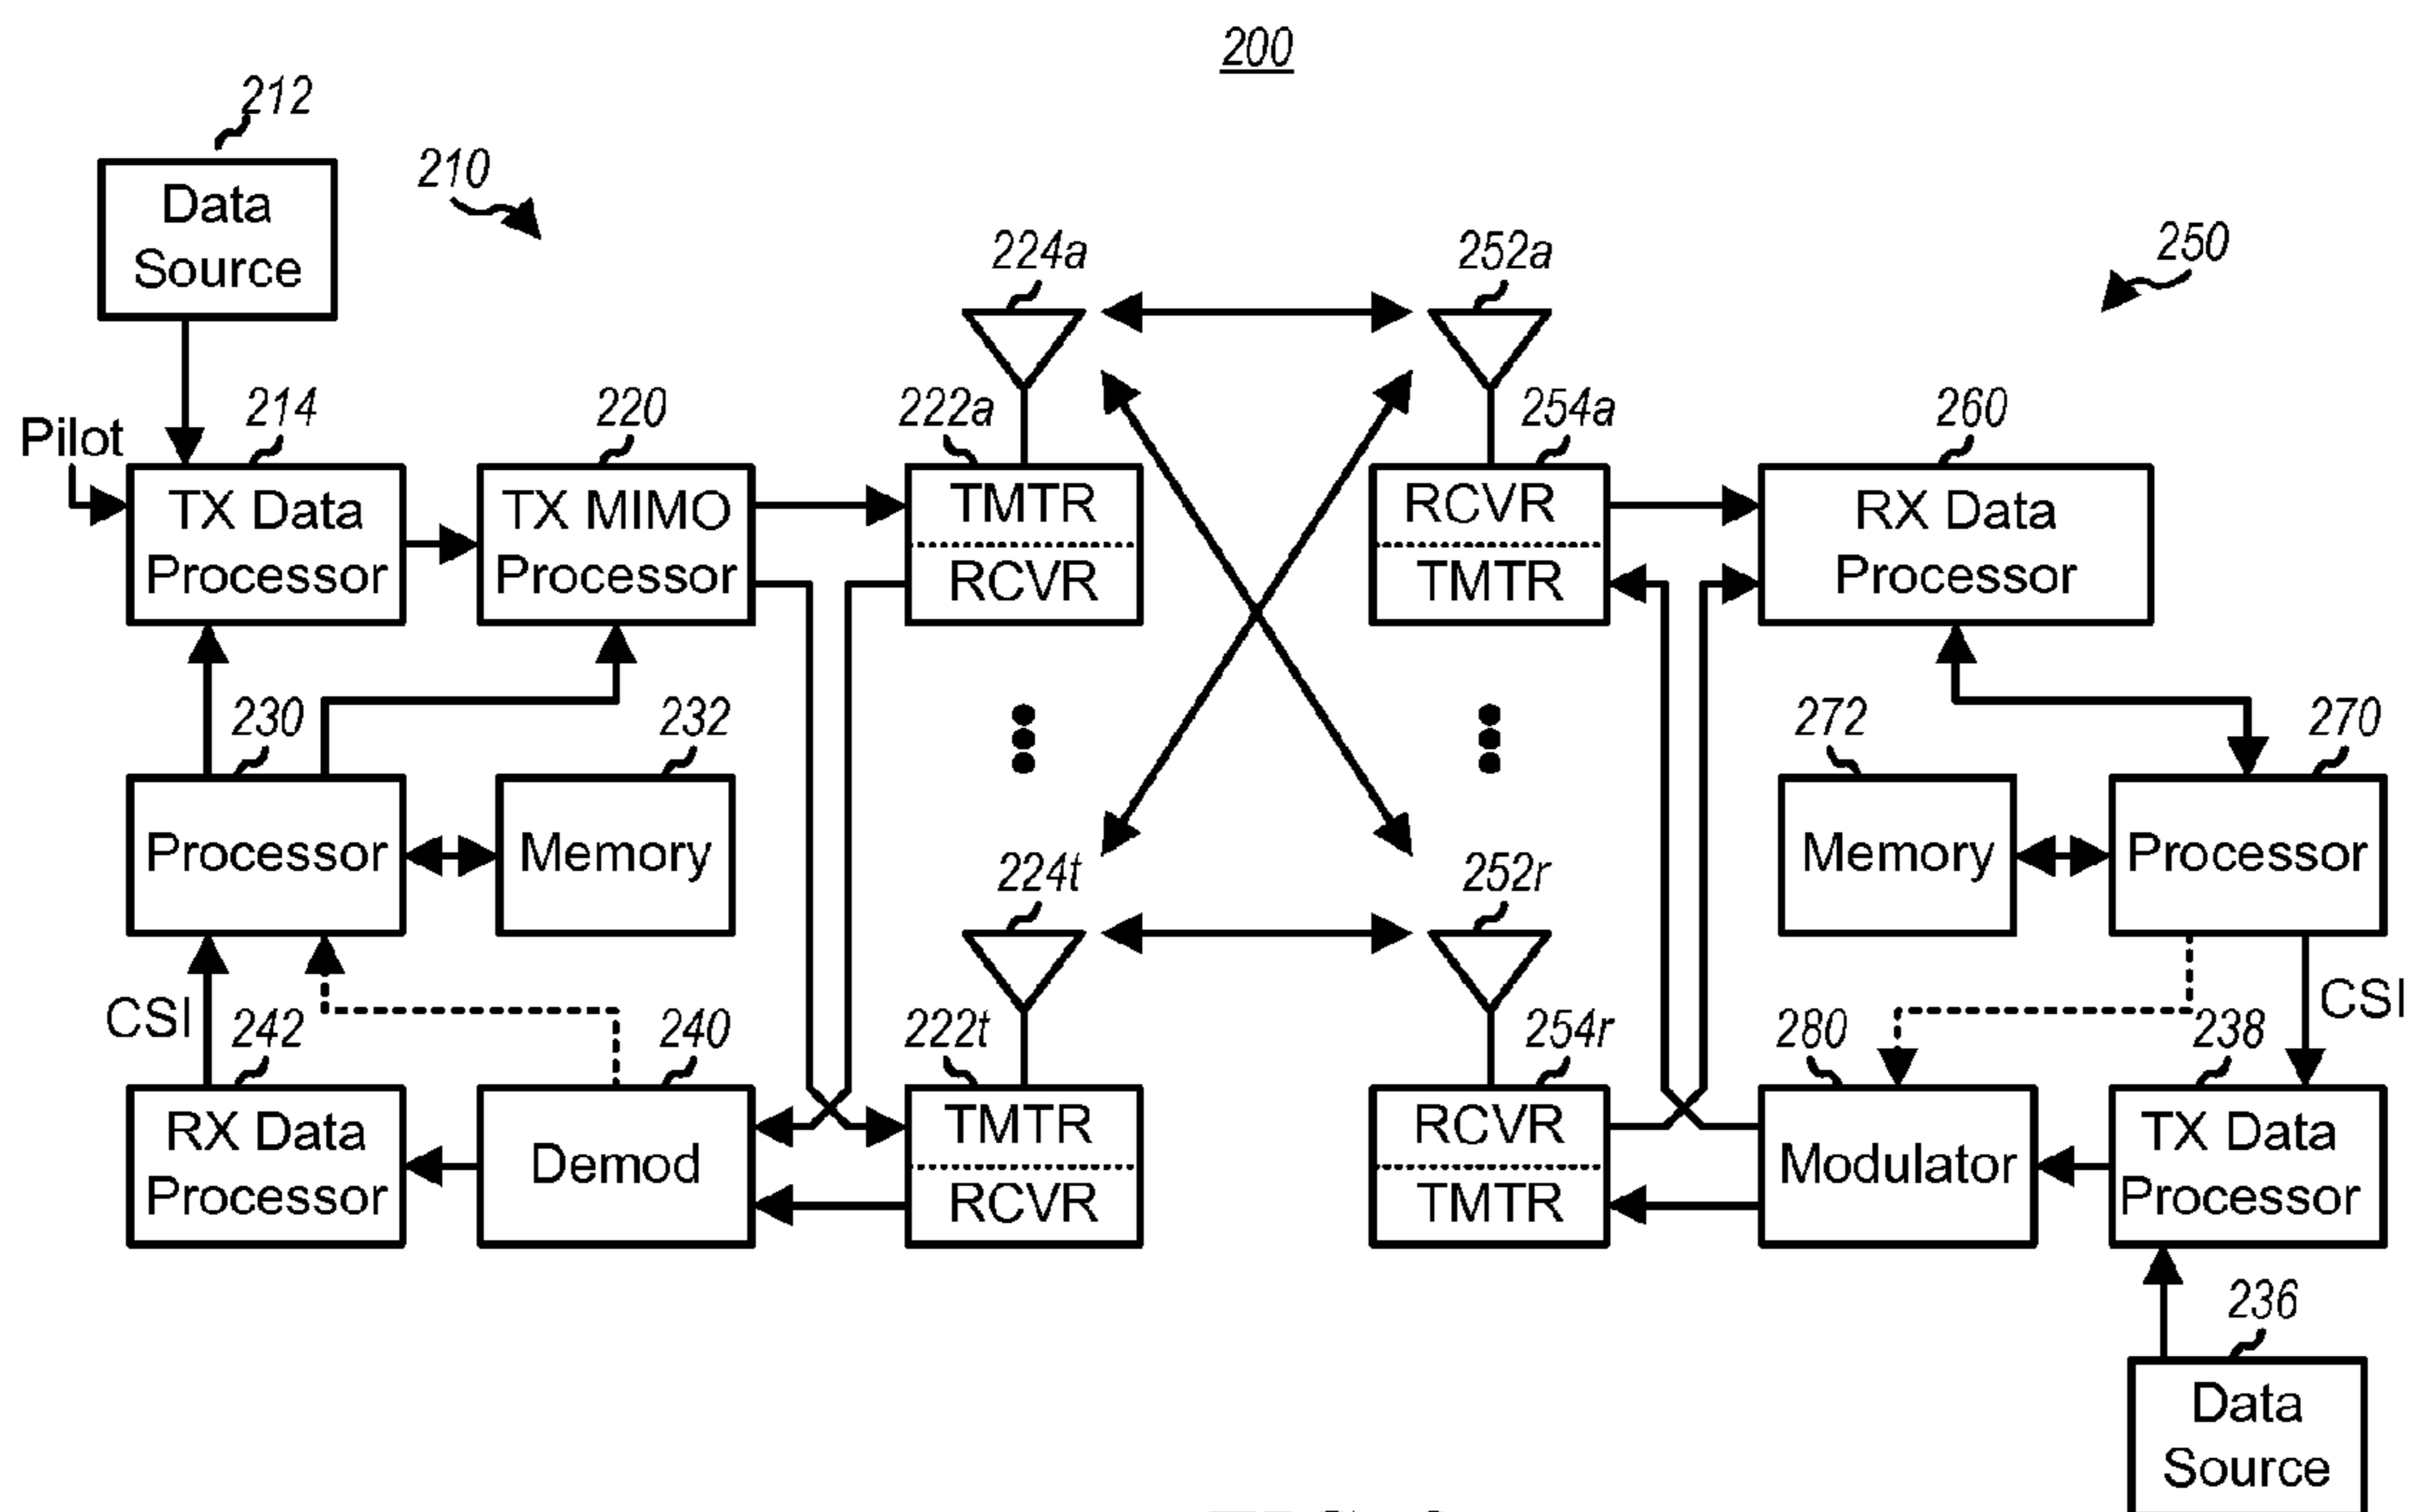 200
212
Data
Source
210
224a
252a
250
Pilot
214
220
222a
254a
260
TX Data
Processor
TX MIMO
Processor
TMTR
RCVR
RCVR
TMTR
RX Data
Processor
230
232
272
270
Processor
Memory
Memory
Processor
224t
252r
CSI
242
240
222t
254r
280
238
CSI
RX Data
Processor
Demod
TMTR
RCVR
RCVR
TMTR
Modulator
TX Data
Processor
236
Data
Source